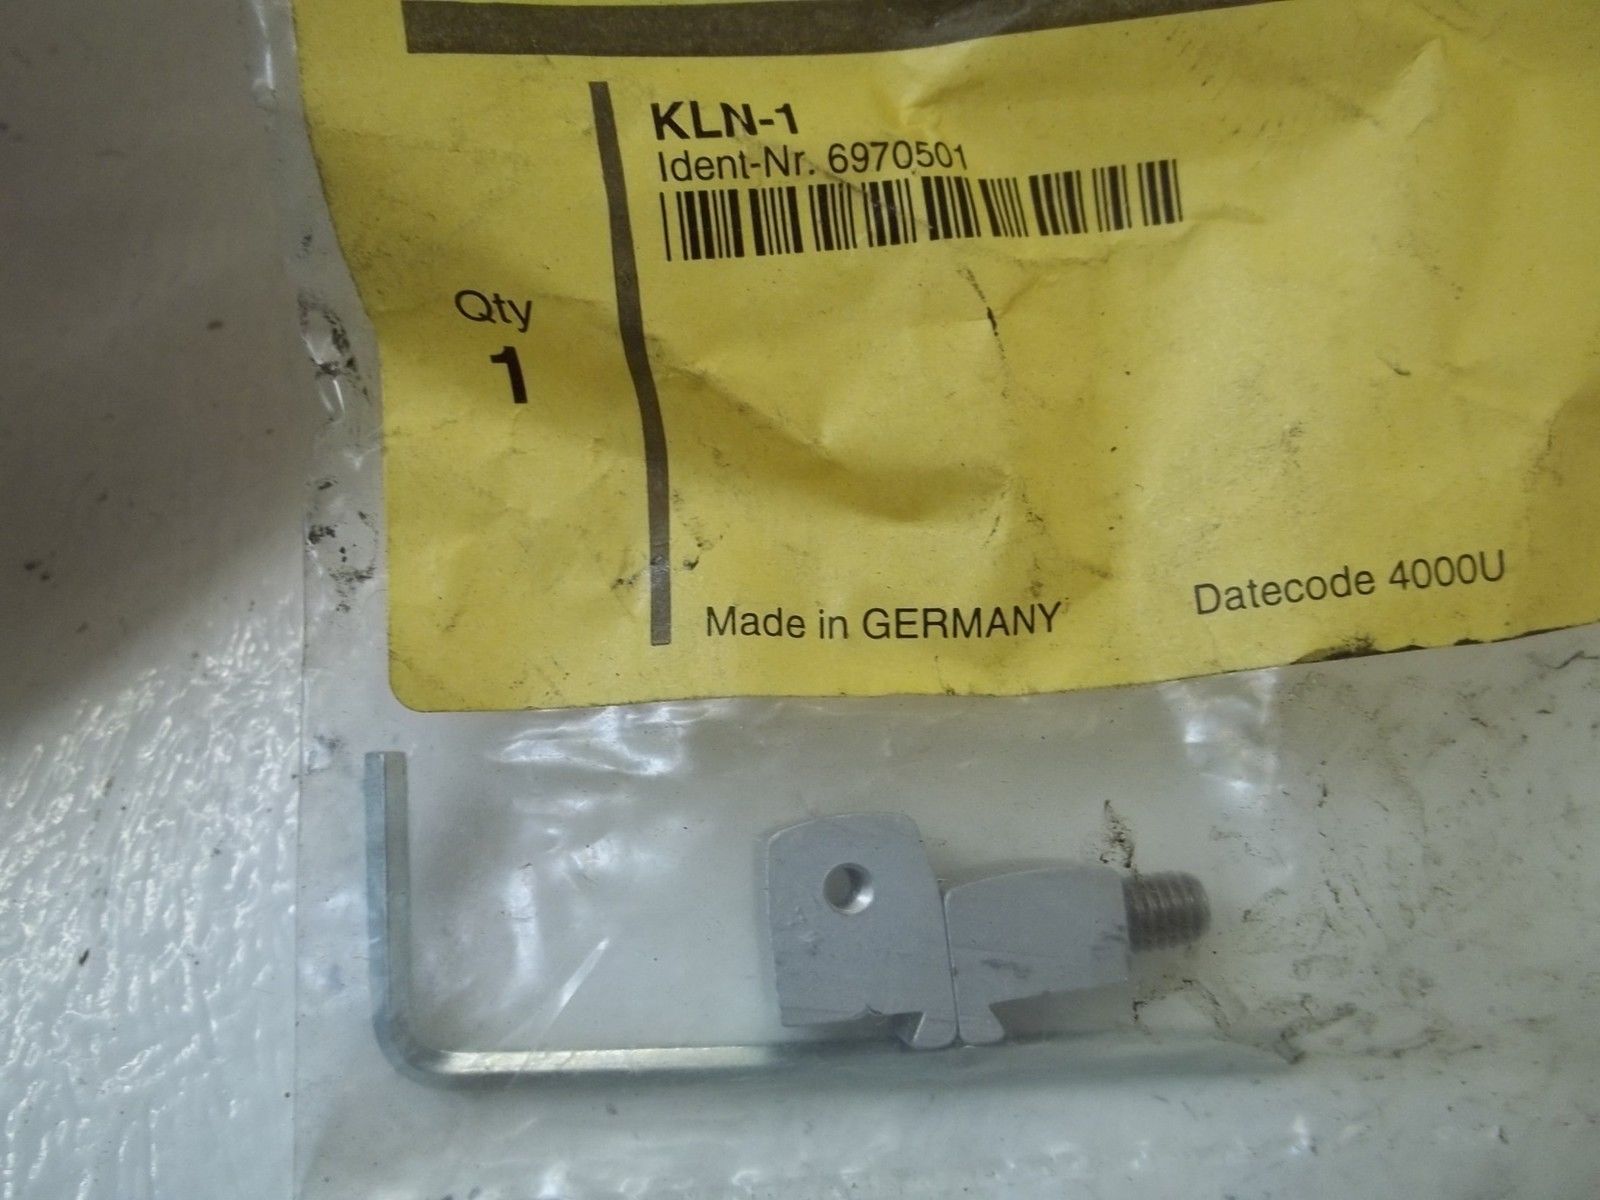 KLN-1
Ident-Nr. 6970501
Qty
1
Made in GERMANY
Datecode 4000U